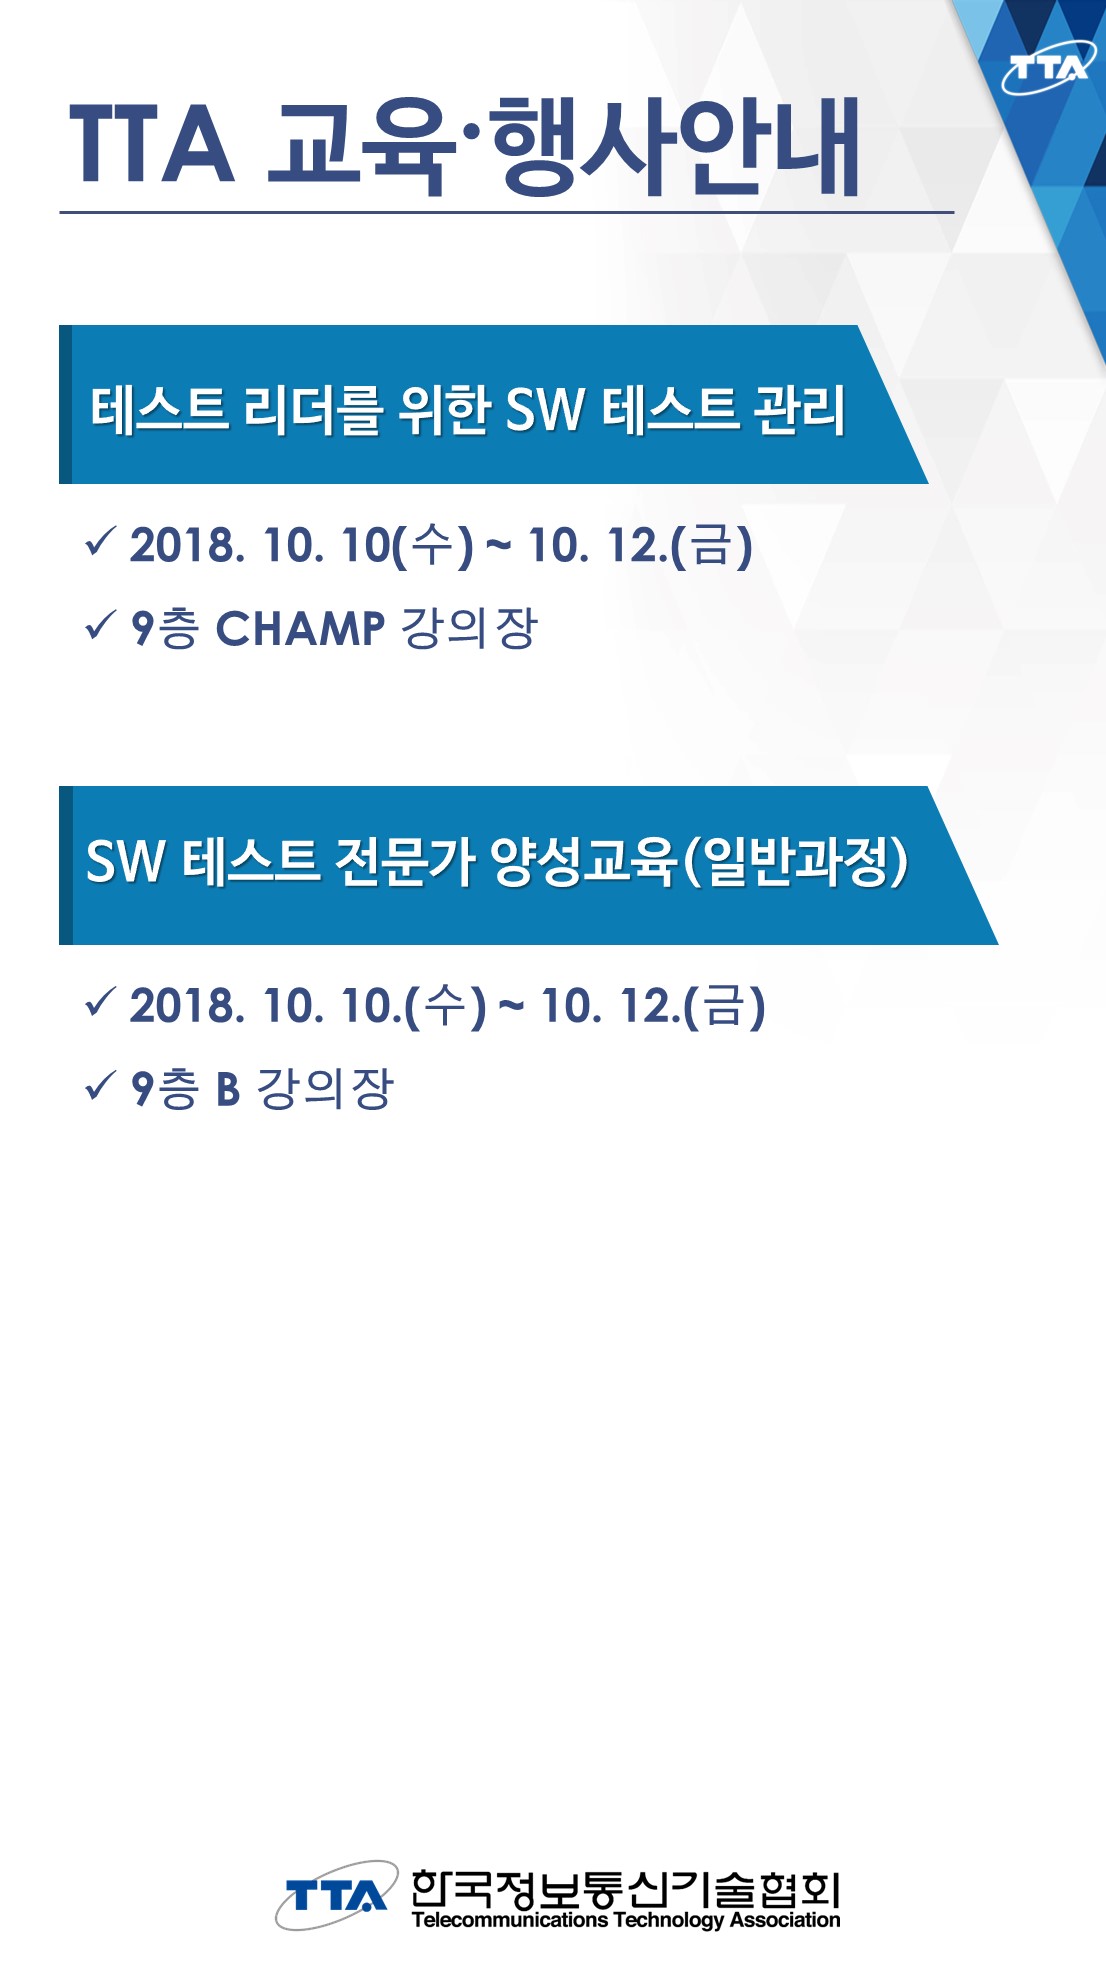 TTA
TTA 교육·행사안내
테스트 리더를 위한 SW 테스트 관리
✓ 2018. 10. 10(수) ~ 10. 12.(금)
✓ 9층 CHAMP 강의장
SW 테스트 전문가 양성교육(일반과정)
✓ 2018. 10. 10.(수) ~ 10. 12.(금)
✓ 9층 B 강의장
TTA 한국정보통신기술협회
Telecommunications Technology Association